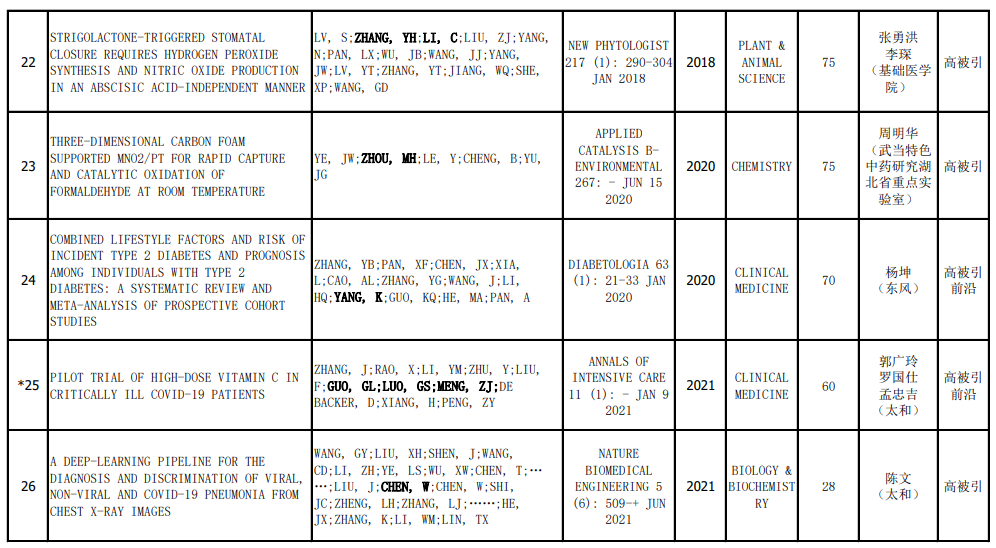 22
STRIGOLACTONE-TRIGGERED STOMATAL
CLOSURE REQUIRES HYDROGEN PEROXIDE
SYNTHESIS AND NITRIC OXIDE PRODUCTION
IN AN ABSCISIC ACID-INDEPENDENT MANNER
LV, S;ZHANG, YH;LI, C;LIU, ZJ;YANG,
N;PAN, LX;WU, JB;WANG, JJ;YANG,
JW;LV, YT;ZHANG, YT;JIANG, WQ;SHE,
XP;WANG, GD
NEW PHYTOLOGIST
217 (1): 290-304
JAN 2018
2018
PLANT &
ANIMAL
SCIENCE
75
张勇洪
李琛
（基础医学
院）
高被引
23
THREE-DIMENSIONAL CARBON FOAM
SUPPORTED MNO2/PT FOR RAPID CAPTURE
AND CATALYTIC OXIDATION OF
FORMALDEHYDE AT ROOM TEMPERATURE
YE, JW;ZHOU, MH;LE, Y;CHENG, B;YU,
JG
APPLIED
CATALYSIS B-
ENVIRONMENTAL
267: - JUN 15
2020
2020
CHEMISTRY
75
周明华
（武当特色
中药研究湖
北省重点实
验室）
高被引
24
COMBINED LIFESTYLE FACTORS AND RISK OF
INCIDENT TYPE 2 DIABETES AND PROGNOSIS
AMONG INDIVIDUALS WITH TYPE 2
DIABETES: A SYSTEMATIC REVIEW AND
META-ANALYSIS OF PROSPECTIVE COHORT
STUDIES
ZHANG, YB;PAN, XF;CHEN, JX;XIA,
L;CAO, AL;ZHANG, YG;WANG, J;LI,
HQ;YANG, K;GUO, KQ;HE, MA;PAN, A
DIABETOLOGIA 63
(1): 21-33 JAN
2020
2020
CLINICAL
MEDICINE
70
杨坤
（东风）
高被引
前沿
*25
PILOT TRIAL OF HIGH-DOSE VITAMIN C IN
CRITICALLY ILL COVID-19 PATIENTS
ZHANG, J;RAO, X;LI, YM;ZHU, Y;LIU,
F;GUO, GL;LUO, GS;MENG, ZJ;DE
BACKER, D;XIANG, H;PENG, ZY
ANNALS OF
INTENSIVE CARE
11 (1): - JAN 9
2021
2021
CLINICAL
MEDICINE
60
郭广玲
罗国仕
孟忠吉
（太和）
高被引
前沿
26
A DEEP-LEARNING PIPELINE FOR THE
DIAGNOSIS AND DISCRIMINATION OF VIRAL,
NON-VIRAL AND COVID-19 PNEUMONIA FROM
CHEST X-RAY IMAGES
WANG, GY;LIU, XH;SHEN, J;WANG,
CD;LI, ZH;YE, LS;WU, XW;CHEN, T;…
…;LIU, J;CHEN, W;CHEN, W;SHI,
JC;ZHENG, LH;ZHANG, LJ;……;HE,
JX;ZHANG, K;LI, WM;LIN, TX
NATURE
BIOMEDICAL
ENGINEERING 5
(6): 509-+ JUN
2021
2021
BIOLOGY &
BIOCHEMIST
RY
28
陈文
（太和）
高被引